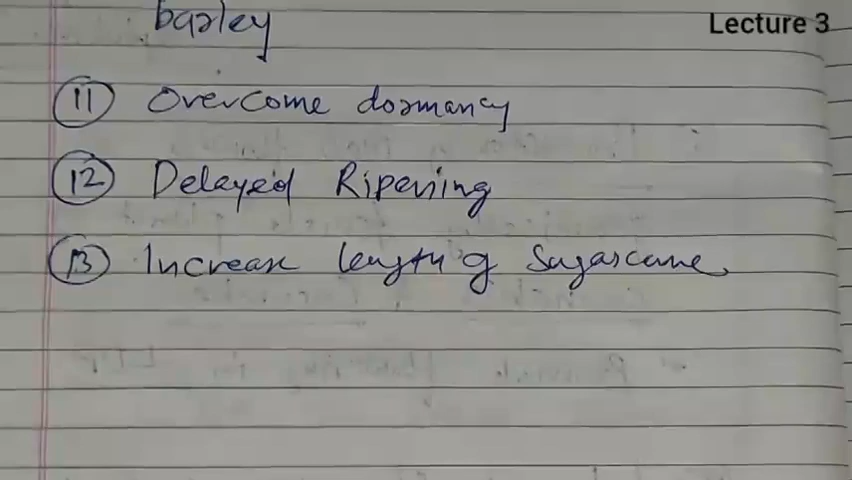 barley
Lecture 3
11 Overcome dormancy
12 Delayed Ripening
13 Increase length of Sugarcane